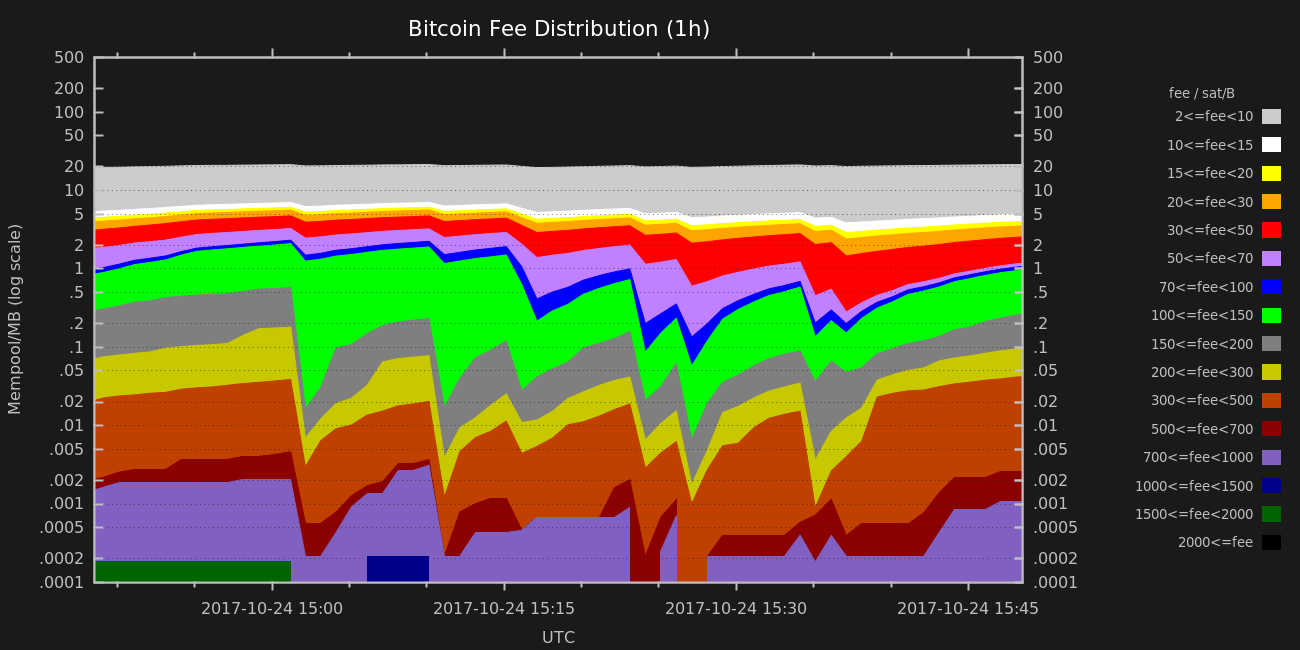 Bitcoin Fee Distribution (1h)
Mempool/MB (log scale)
500
200
100
50
20
10
5
2
1
.5
.2
.1
.05
.02
.01
.005
.002
.001
.0005
.0002
.0001
500
200
100
50
20
10
5
2
1
.5
.2
.1
.05
.02
.01
.005
.002
.001
.0005
.0002
.0001
fee / sat/B
2<=fee<10
10<=fee<15
15<=fee<20
20<=fee<30
30<=fee<50
50<=fee<70
70<=fee<100
100<=fee<150
150<=fee<200
200<=fee<300
300<=fee<500
500<=fee<700
700<=fee<1000
1000<=fee<1500
1500<=fee<2000
2000<=fee
2017-10-24 15:00 2017-10-24 15:15 2017-10-24 15:30 2017-10-24 15:45
UTC